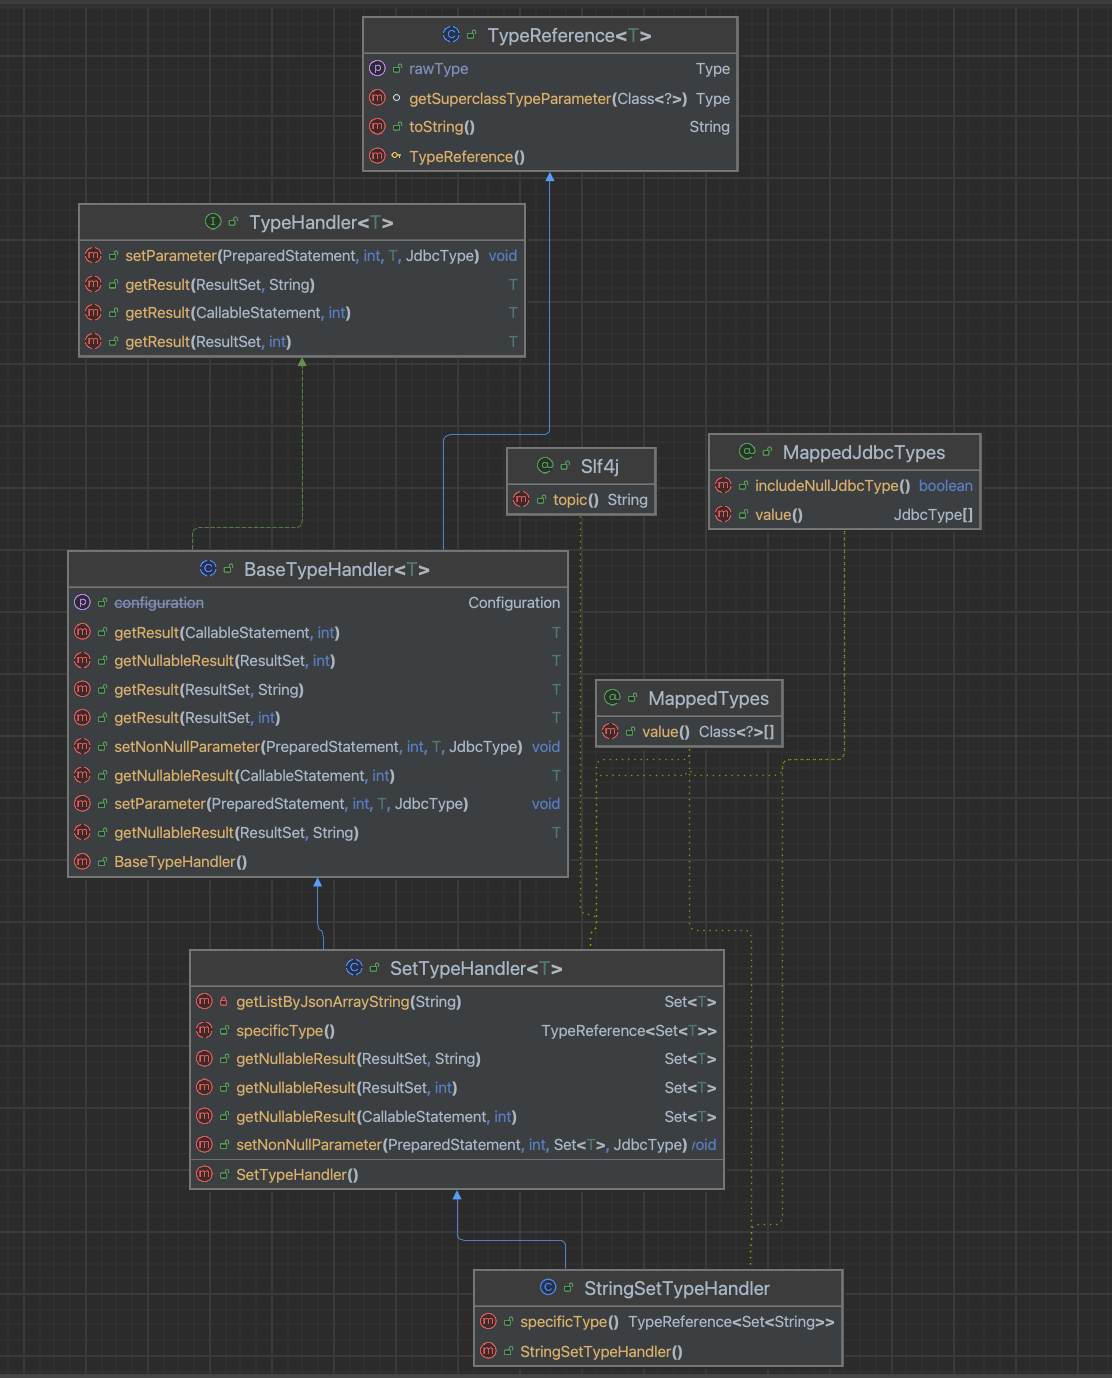 TypeReference<T>
rawType Type
getSuperclassTypeParameter(Class<?>) Type
toString() String
TypeReference()
TypeHandler<T>
setParameter(PreparedStatement, int, T, JdbcType) void
getResult(ResultSet, String) T
getResult(CallableStatement, int) T
getResult(ResultSet, int) T
Slf4j
topic() String
MappedJdbcTypes
includeNullJdbcType() boolean
value() JdbcType[]
BaseTypeHandler<T>
configuration Configuration
getResult(CallableStatement, int) T
getNullableResult(ResultSet, int) T
getResult(ResultSet, String) T
getResult(ResultSet, int) T
setNonNullParameter(PreparedStatement, int, T, JdbcType) void
getNullableResult(CallableStatement, int) T
setParameter(PreparedStatement, int, T, JdbcType) void
getNullableResult(ResultSet, String) T
BaseTypeHandler()
MappedTypes
value() Class<?>[]
SetTypeHandler<T>
getListByJsonArrayString(String) Set<T>
specificType() TypeReference<Set<T>>
getNullableResult(ResultSet, String) Set<T>
getNullableResult(ResultSet, int) Set<T>
getNullableResult(CallableStatement, int) Set<T>
setNonNullParameter(PreparedStatement, int, Set<T>, JdbcType) void
SetTypeHandler()
StringSetTypeHandler
specificType() TypeReference<Set<String>>
StringSetTypeHandler()